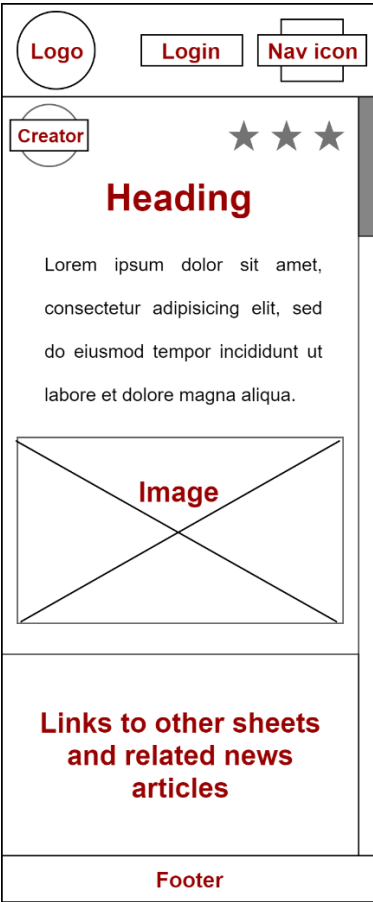 Logo
Login
Nav icon
Creator
Heading
Lorem ipsum dolor sit amet,
consectetur adipisicing elit, sed
do eiusmod tempor incididunt ut
labore et dolore magna aliqua.
Image
Links to other sheets
and related news
articles
Footer